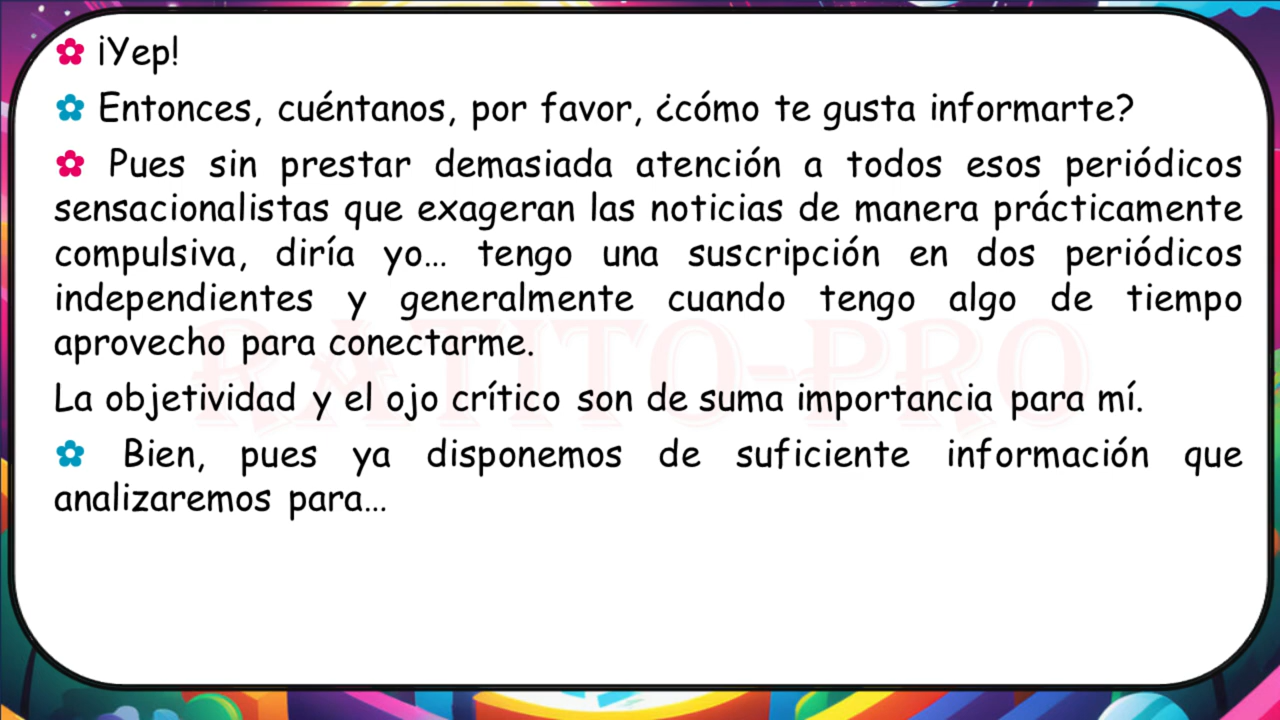 ¡Yep!
Entonces, cuéntanos, por favor, ¿cómo te gusta informarte?
Pues sin prestar demasiada atención a todos esos periódicos
sensacionalistas que exageran las noticias de manera prácticamente
compulsiva, diría yo… tengo una suscripción en dos periódicos
independientes y generalmente cuando tengo algo de tiempo
aprovecho para conectarme.
La objetividad y el ojo crítico son de suma importancia para mí.
Bien, pues ya disponemos de suficiente información que
analizaremos para…
RATITO-PRO